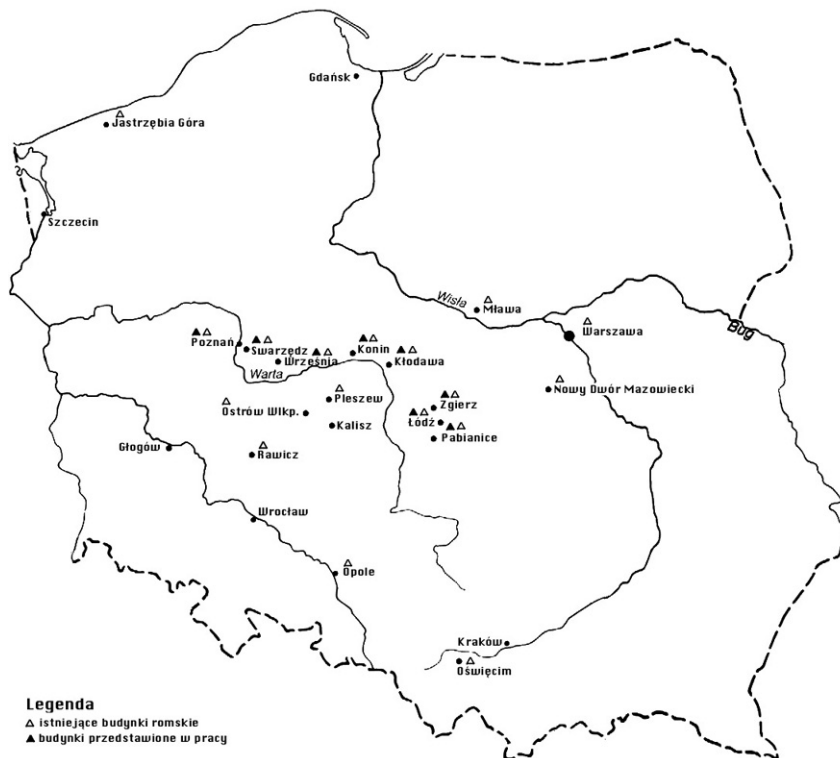 Gdańsk
Jastrzębia Góra
Szczecin
Wisła
Mława
Warszawa
Bug
Poznań
Swarzędz
Września
Konin
Kłodawa
Warta
Pleszew
Nowy Dwór Mazowiecki
Ostrów Wlkp.
Zgierz
Łódź
Kalisz
Pabianice
Głogów
Rawicz
Wrocław
Opole
Kraków
Oświęcim
Legenda
istniejące budynki romskie
budynki przedstawione w pracy